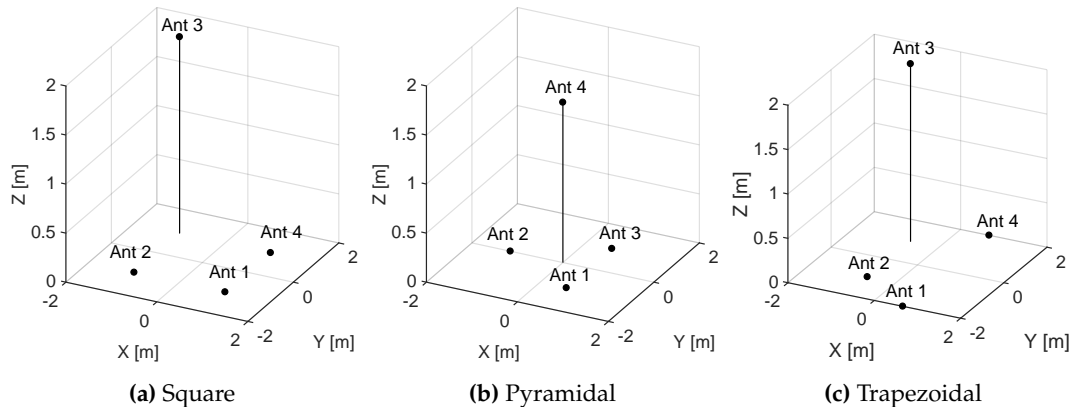 Ant 3
2
1.5
1
0.5
0
Z [m]
Ant 2
Ant 1
Ant 4
-2
0
2
X [m]
-2
0
2
Y [m]
(a) Square
Ant 4
2
1.5
1
0.5
0
Z [m]
Ant 2
Ant 3
Ant 1
-2
0
2
X [m]
-2
0
2
Y [m]
(b) Pyramidal
Ant 3
2
1.5
1
0.5
0
Z [m]
Ant 4
Ant 2
Ant 1
-2
0
2
X [m]
-2
0
2
Y [m]
(c) Trapezoidal